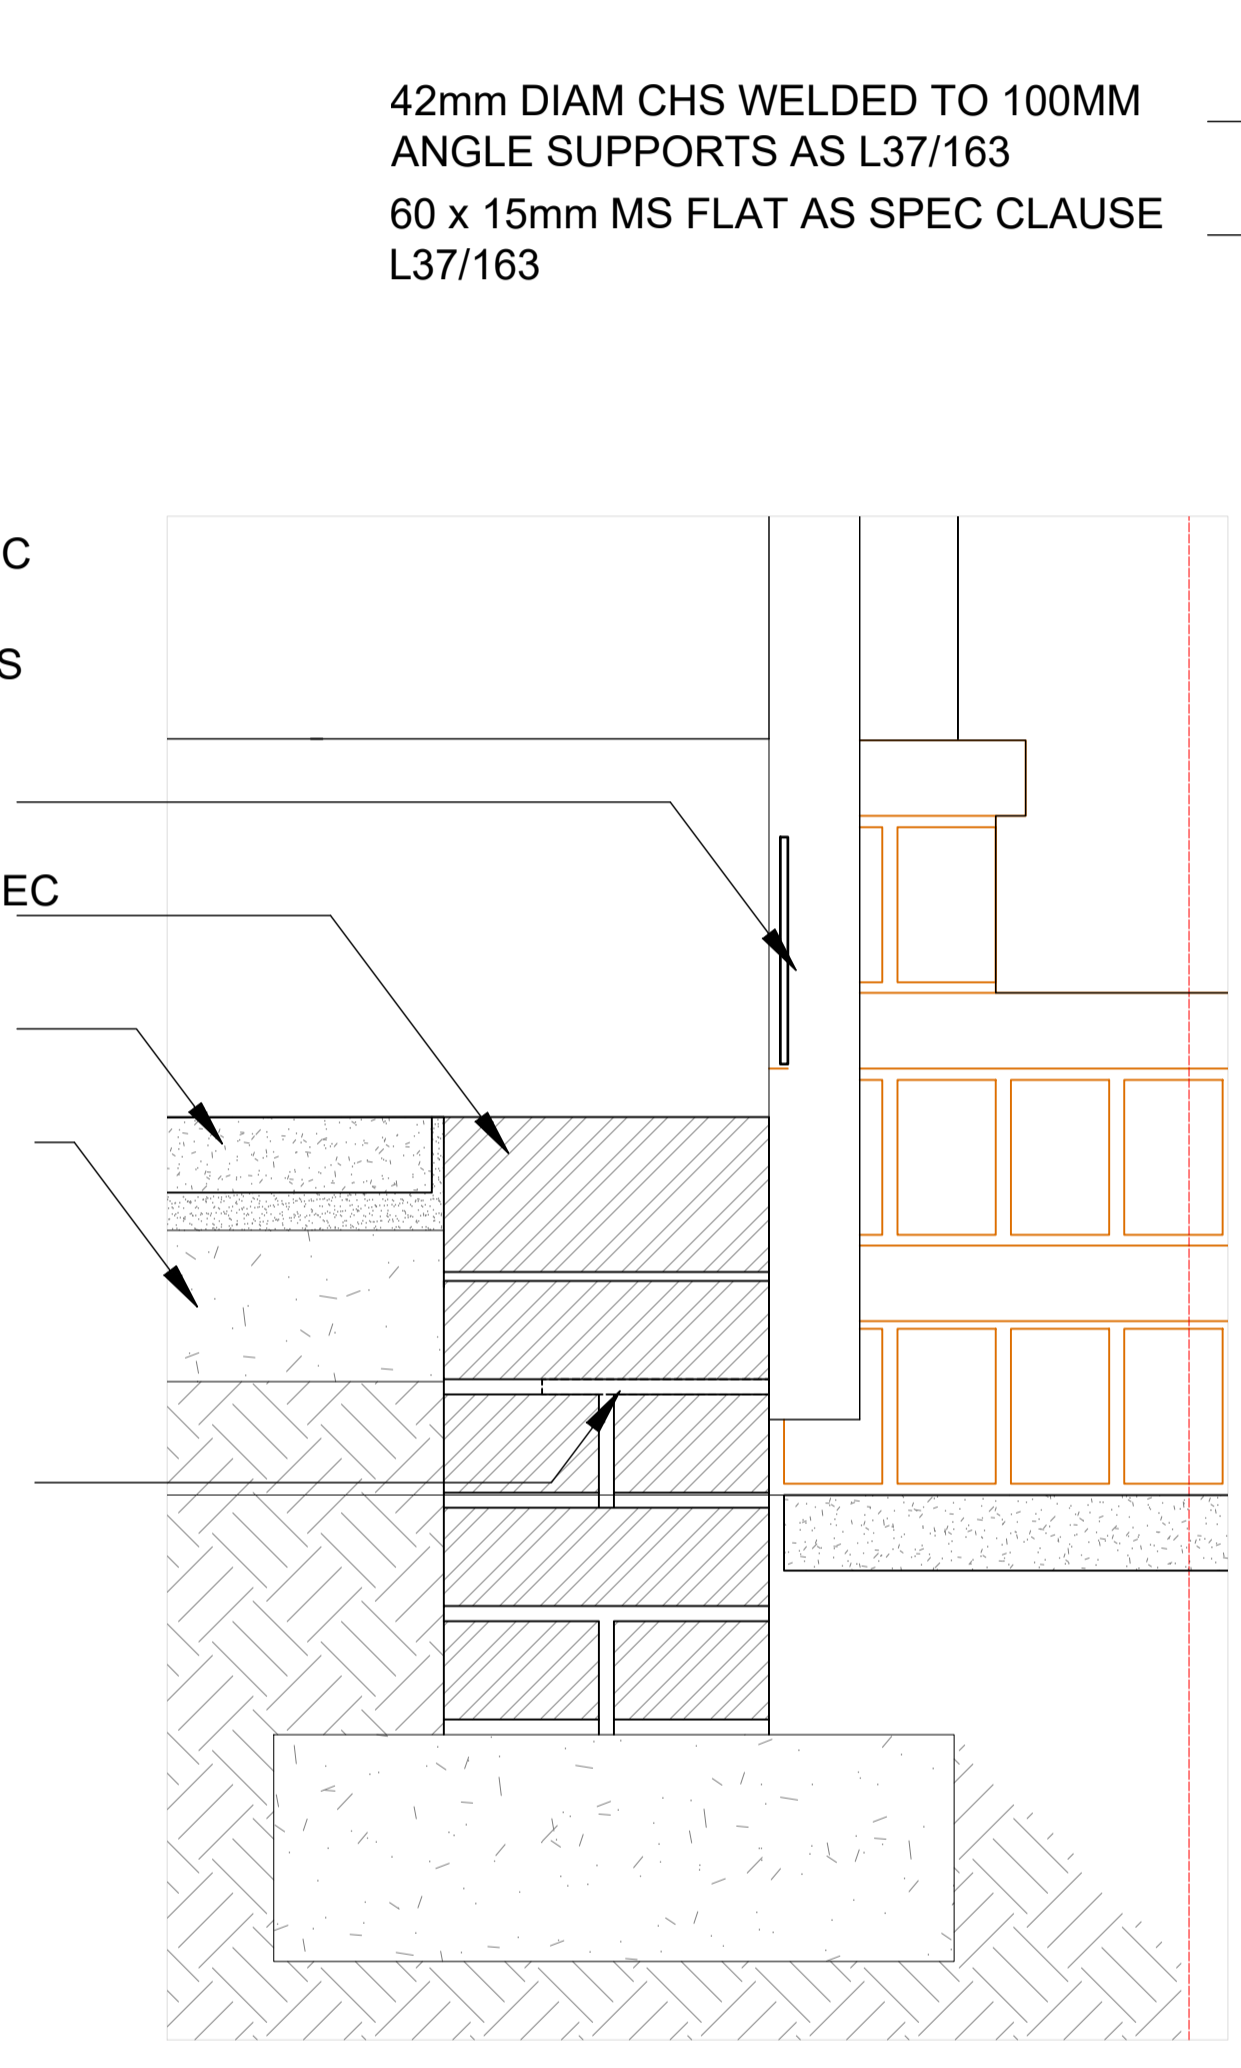 42mm DIAM CHS WELDED TO 100MM
ANGLE SUPPORTS AS L37/163
60 x 15mm MS FLAT AS SPEC CLAUSE
L37/163
C
S
EC